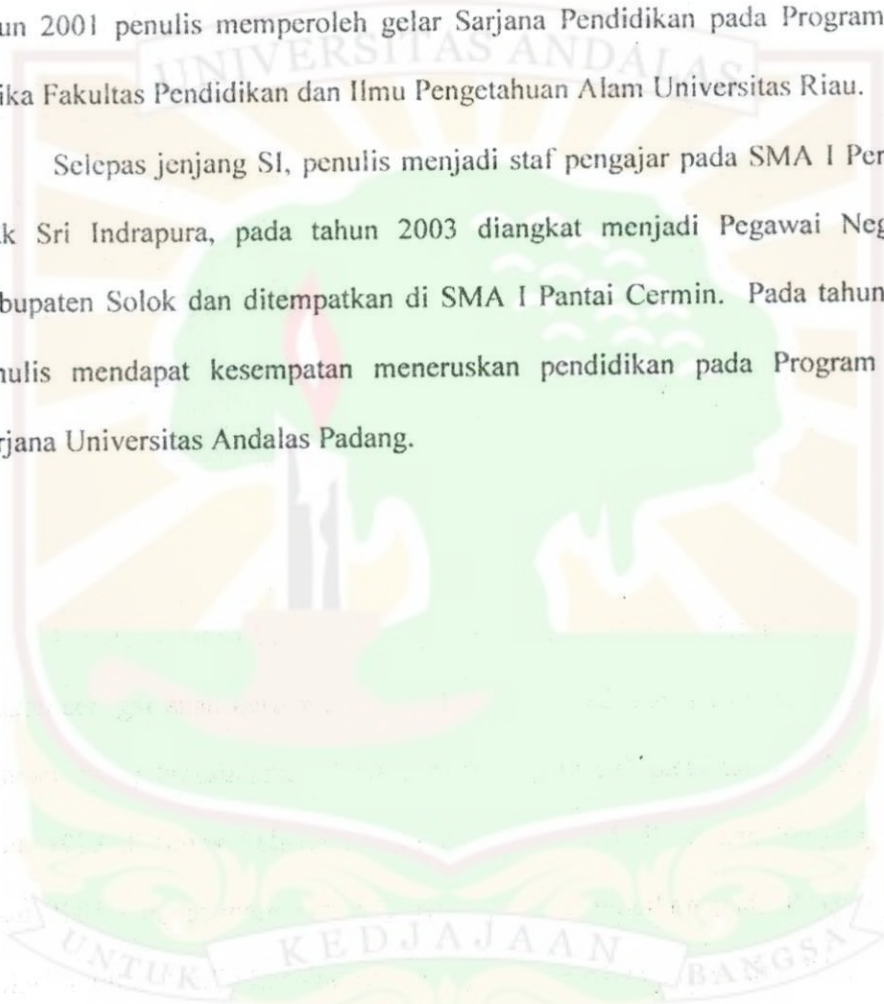 un 2001 penulis memperoleh gelar Sarjana Pendidikan pada Program
UNIVERSITAS ANDALAS
ika Fakultas Pendidikan dan Ilmu Pengetahuan Alam Universitas Riau.
Selepas jenjang SI, penulis menjadi staf pengajar pada SMA I Per
k Sri Indrapura, pada tahun 2003 diangkat menjadi Pegawai Neg
bupaten Solok dan ditempatkan di SMA I Pantai Cermin. Pada tahun
nulis mendapat kesempatan meneruskan pendidikan pada Program
rjana Universitas Andalas Padang.
UNTUK KEDJAJAAN BANGSA